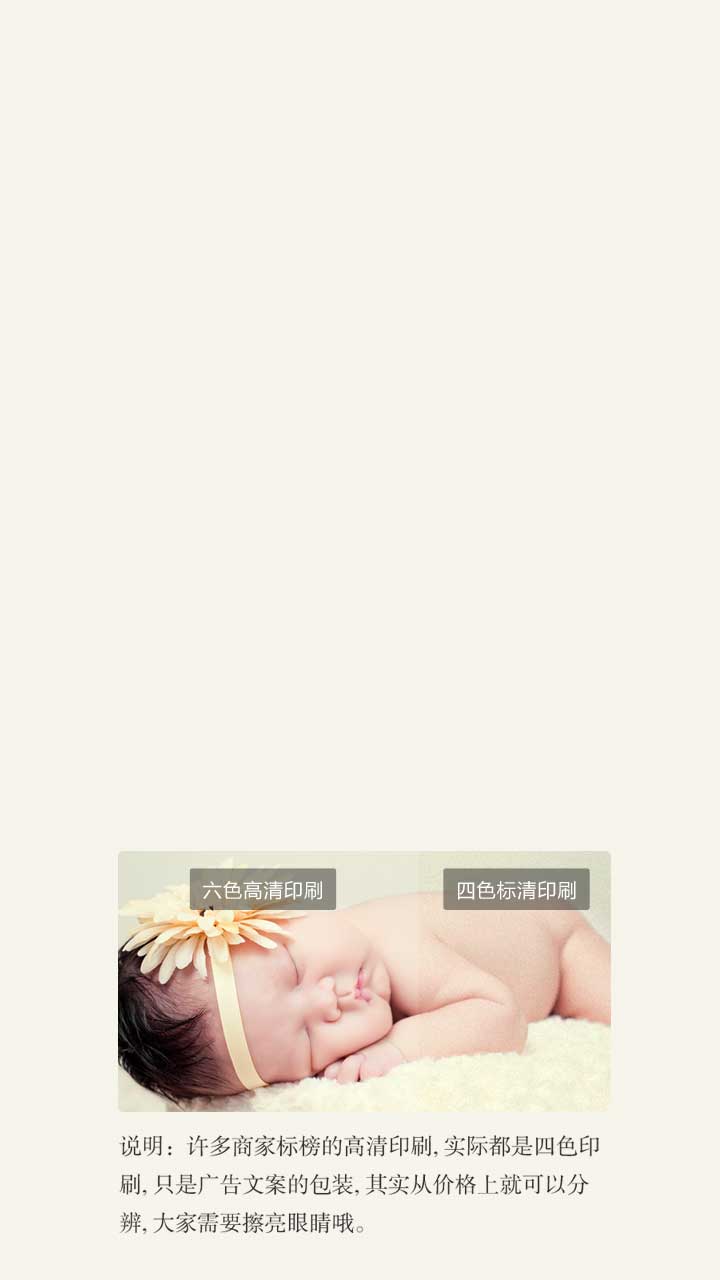 六色高清印刷 四色标清印刷
说明：许多商家标榜的高清印刷, 实际都是四色印
刷, 只是广告文案的包装, 其实从价格上就可以分
辨, 大家需要擦亮眼睛哦。